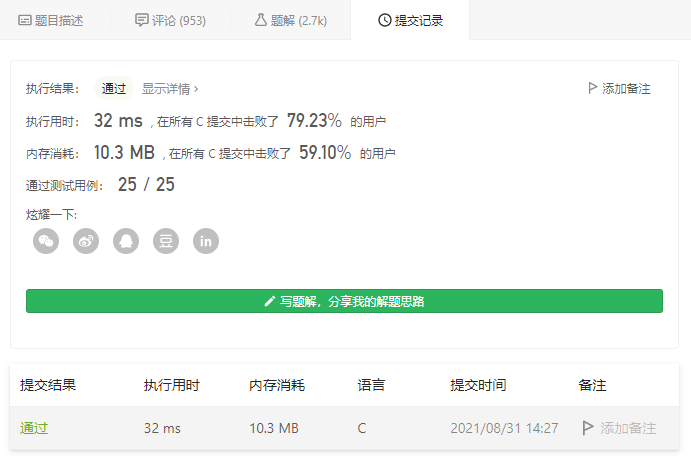 题目描述 评论 (953) 题解 (2.7k) 提交记录
执行结果： 通过 显示详情 › 添加备注
执行用时： 32 ms , 在所有 C 提交中击败了 79.23% 的用户
内存消耗： 10.3 MB , 在所有 C 提交中击败了 59.10% 的用户
通过测试用例： 25 / 25
炫耀一下:
豆 in
写题解，分享我的解题思路
提交结果 执行用时 内存消耗 语言 提交时间 备注
通过 32 ms 10.3 MB C 2021/08/31 14:27 添加备注